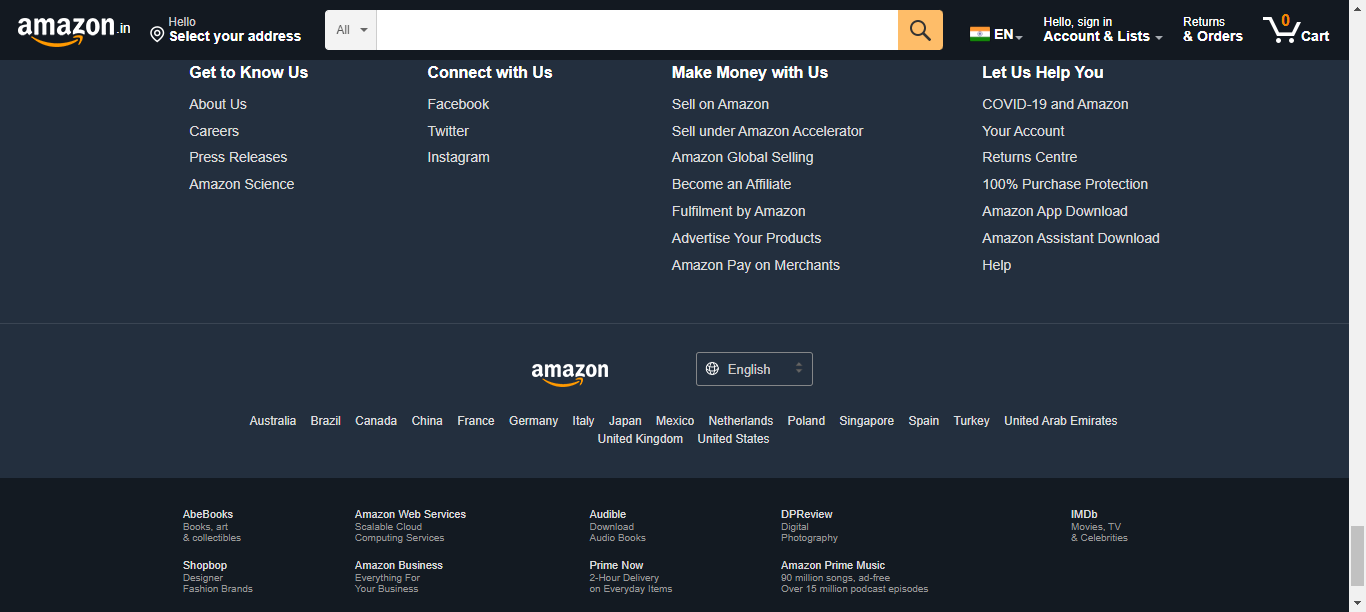 amazon.in
Hello
Select your address
All
EN
Hello, sign in
Account & Lists
Returns
& Orders
0
Cart
Get to Know Us
About Us
Careers
Press Releases
Amazon Science
Connect with Us
Facebook
Twitter
Instagram
Make Money with Us
Sell on Amazon
Sell under Amazon Accelerator
Amazon Global Selling
Become an Affiliate
Fulfilment by Amazon
Advertise Your Products
Amazon Pay on Merchants
Let Us Help You
COVID-19 and Amazon
Your Account
Returns Centre
100% Purchase Protection
Amazon App Download
Amazon Assistant Download
Help
amazon
English
Australia Brazil Canada China France Germany Italy Japan Mexico Netherlands Poland Singapore Spain Turkey United Arab Emirates
United Kingdom United States
AbeBooks
Books, art
& collectibles
Amazon Web Services
Scalable Cloud
Computing Services
Audible
Download
Audio Books
DPReview
Digital
Photography
IMDb
Movies, TV
& Celebrities
Shopbop
Designer
Fashion Brands
Amazon Business
Everything For
Your Business
Prime Now
2-Hour Delivery
on Everyday Items
Amazon Prime Music
90 million songs, ad-free
Over 15 million podcast episodes